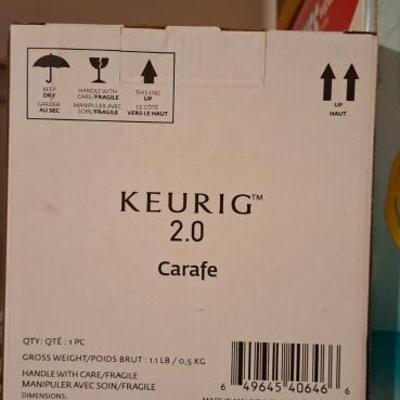 KEEP
DRY
GARDER
AU SEC
HANDLE WITH
CARE/FRAGILE
MANIPULER AVEC
SOIN/FRAGILE
THIS END
UP
CE CÔTÉ
VERS LE HAUT
UP
HAUT
KEURIG™
2.0
Carafe
QTY: QTÉ : 1 PC
GROSS WEIGHT/POIDS BRUT : 1.1 LB / 0,5 KG
HANDLE WITH CARE/FRAGILE
MANIPULER AVEC SOIN/FRAGILE
DIMENSIONS:
6 49645 40646 6
MADE IN